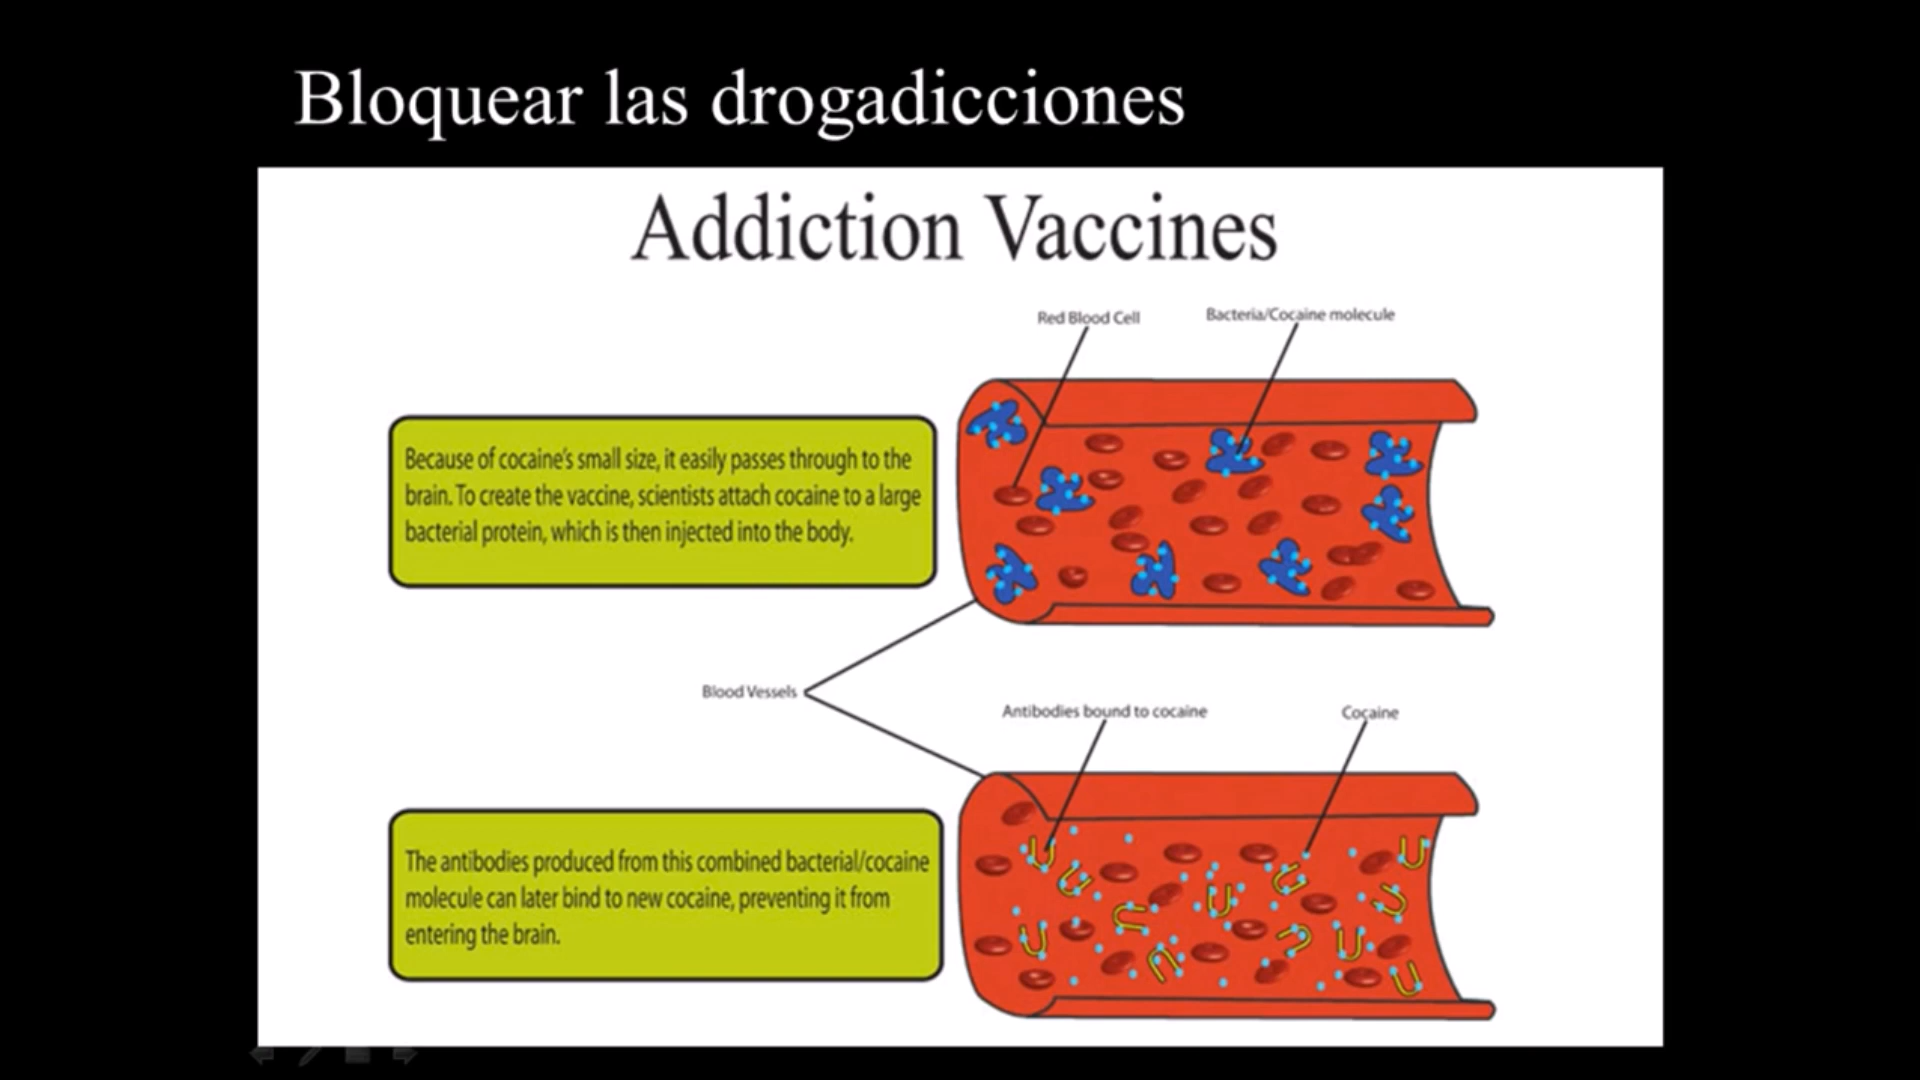 Bloquear las drogadicciones
Addiction Vaccines
Red Blood Cell
Bacteria/Cocaine molecule
Because of cocaine's small size, it easily passes through to the
brain. To create the vaccine, scientists attach cocaine to a large
bacterial protein, which is then injected into the body.
Blood Vessels
Antibodies bound to cocaine
Cocaine
The antibodies produced from this combined bacterial/cocaine
molecule can later bind to new cocaine, preventing it from
entering the brain.